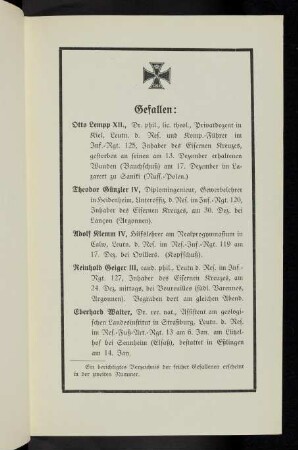 Gefallen:
Otto Lempp XII., Dr. phil., lic. theol., Privatdozent in
Kiel, Leutn. d. Res. und Komp.-Führer im
Inf.-Rgt. 125, Inhaber des Eisernen Kreuzes,
gestorben an seinen am 13. Dezember erhaltenen
Wunden (Bauchschuß) am 17. Dezember in La-
zarett zu Sanniki (Russ.-Polen.)
Theodor Günzler IV, Diplomingenieur, Gewerbelehrer
in Heidenheim, Unteroffiz. d. Res. im Inf.-Rgt. 120,
Inhaber des Eisernen Kreuzes, am 30. Dez. bei
Lançon (Argonnen).
Adolf Klemm IV, Hilfslehrer am Realprogymnasium in
Calw, Leutn. d. Res. im Res.-Inf.-Rgt. 119 am
17. Dez. bei Ovillers. (Kopfschuß).
Reinhold Geiger III, cand. phil., Leutn d. Res. im Inf.-
Rgt. 127, Inhaber des Eisernen Kreuzes, am
24. Dez. mittags, bei Boureuilles (südl. Varennes,
Argonnen). Begraben dort am gleichen Abend.
Eberhard Walter, Dr. rer. nat., Assistent am geologi-
schen Landesinstitut in Straßburg, Leutn. d. Res.
im Res.-Fuß-Art.-Rgt. 13 am 6. Jan. am Lützel-
hof bei Sennheim (Elsaß), bestattet in Eßlingen
am 14. Jan.
Ein berichtigtes Verzeichnis der früher Gefallenen erscheint
in der zweiten Nummer.